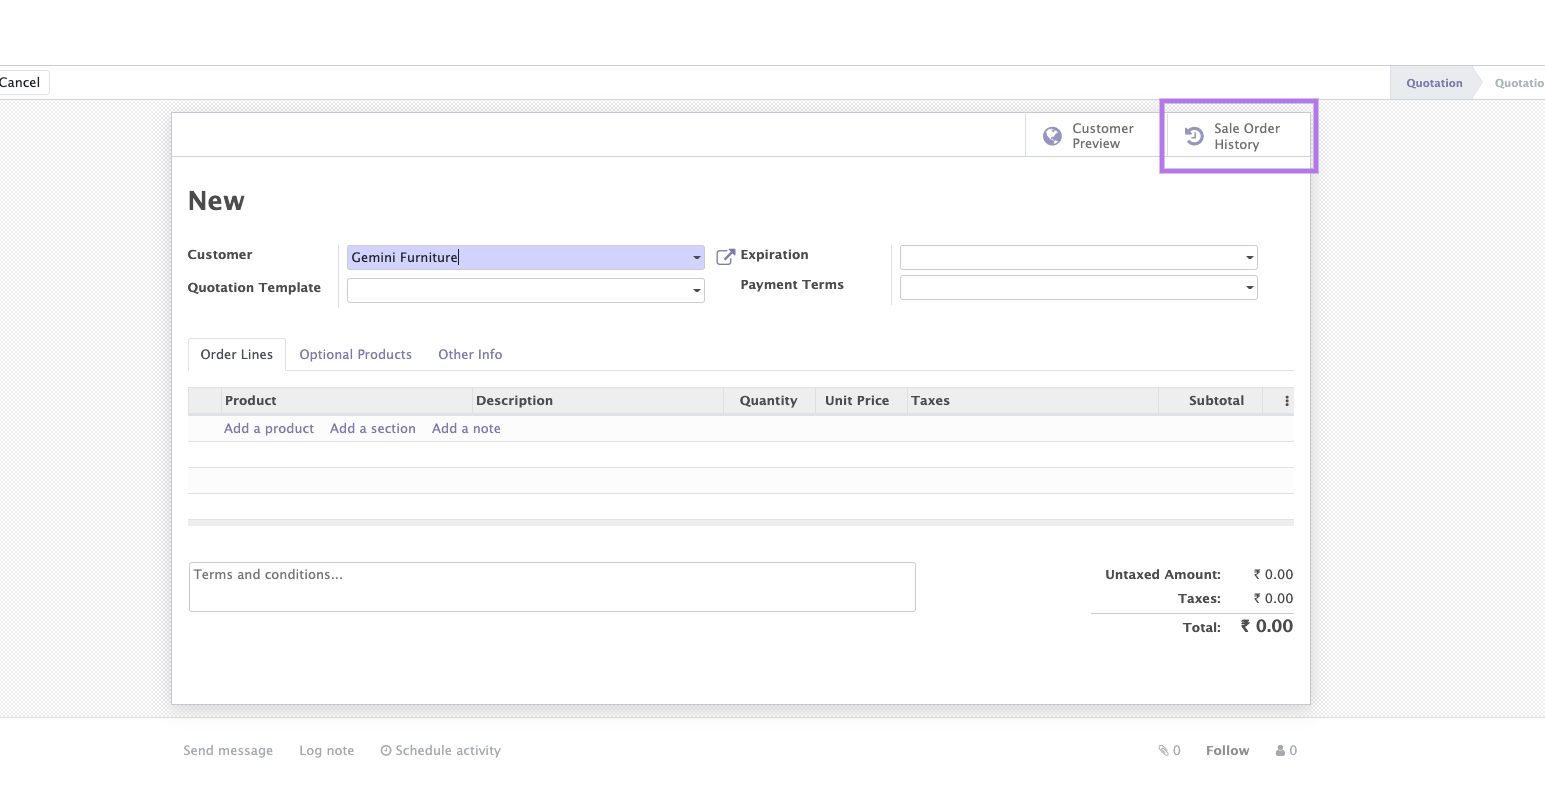 Cancel
Quotation
Quotatio
Customer
Preview
Sale Order
History
New
Customer
Gemini Furniture
Expiration
Quotation Template
Payment Terms
Order Lines
Optional Products
Other Info
Product
Description
Quantity
Unit Price
Taxes
Subtotal
Add a product
Add a section
Add a note
Terms and conditions...
Untaxed Amount: ₹ 0.00
Taxes: ₹ 0.00
Total: ₹ 0.00
Send message
Log note
Schedule activity
0
Follow
0